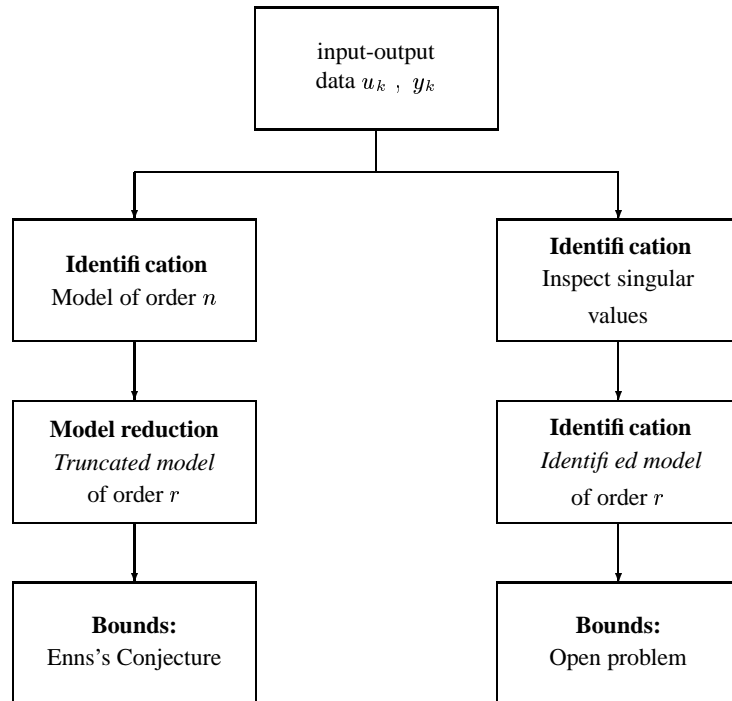 input-output
data u_k , y_k
Identifi cation
Model of order n
Identifi cation
Inspect singular
values
Model reduction
Truncated model
of order r
Identifi cation
Identifi ed model
of order r
Bounds:
Enns's Conjecture
Bounds:
Open problem